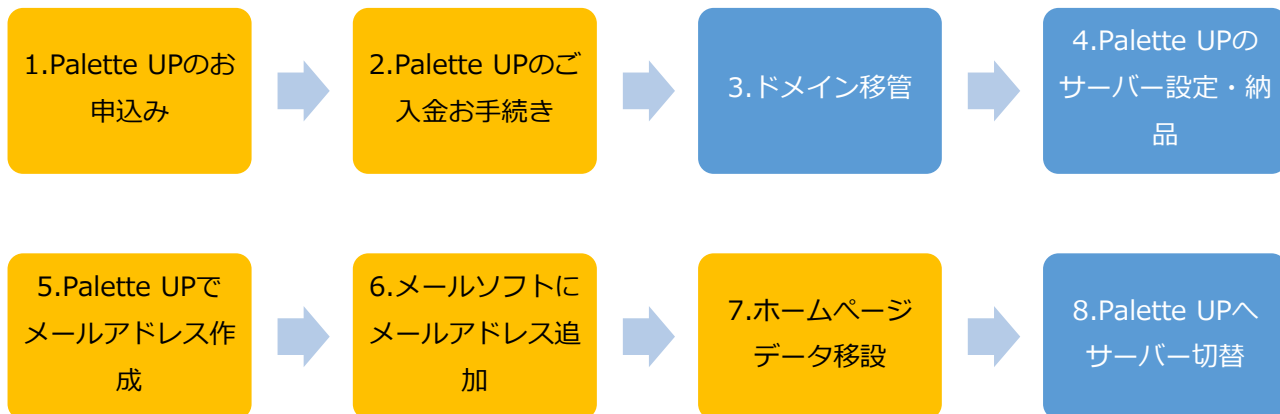 1.Palette UPのお
申込み
2.Palette UPのご
入金お手続き
3.ドメイン移管
4.Palette UPの
サーバー設定・納
品
5.Palette UPで
メールアドレス作
成
6.メールソフトに
メールアドレス追
加
7.ホームページ
データ移設
8.Palette UPへ
サーバー切替